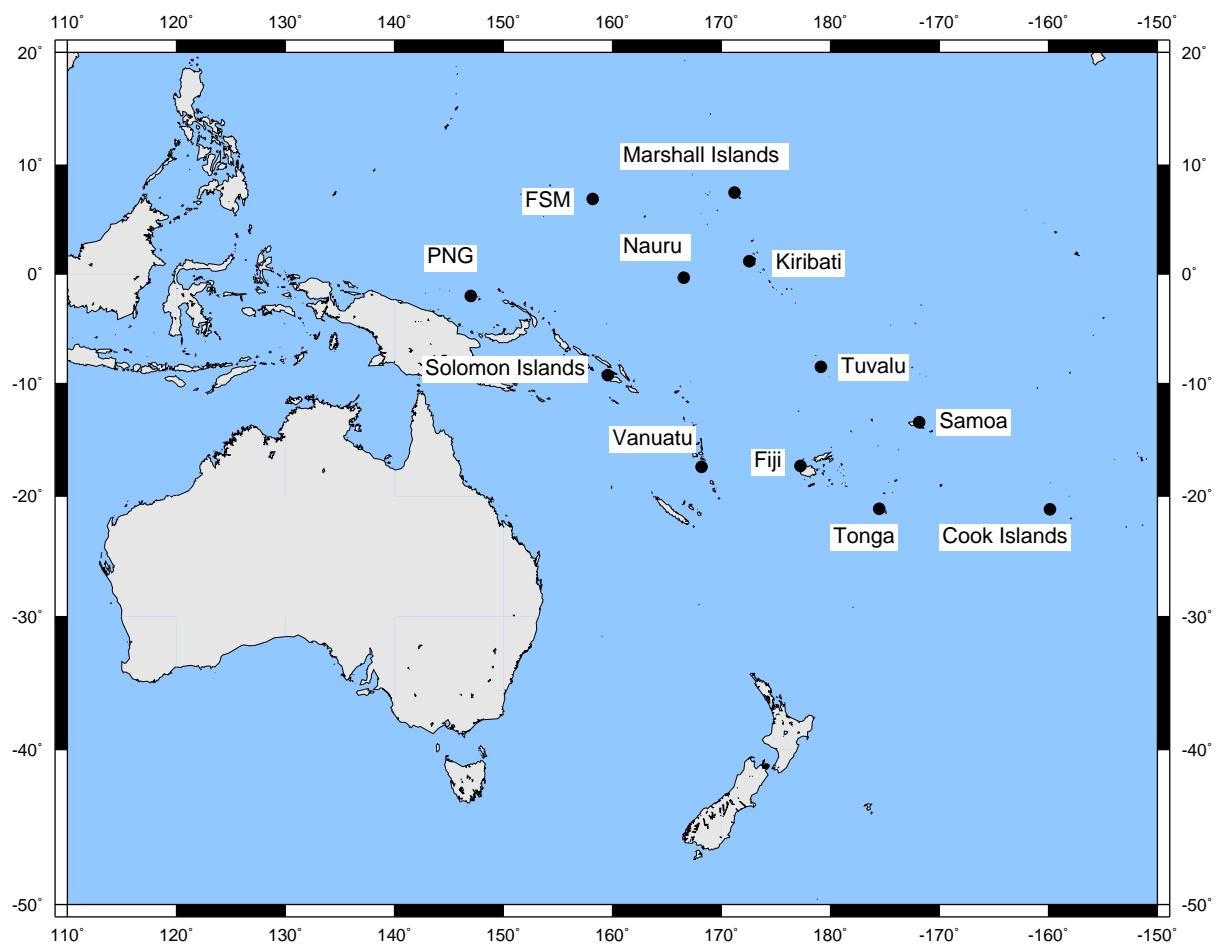 110˚ 120˚ 130˚ 140˚ 150˚ 160˚ 170˚ 180˚ -170˚ -160˚ -150˚
20˚ 20˚
Marshall Islands
10˚ 10˚
FSM
Nauru
PNG
Kiribati
0˚ 0˚
Solomon Islands
Tuvalu
-10˚ -10˚
Samoa
Vanuatu
Fiji
-20˚ -20˚
Tonga
Cook Islands
-30˚ -30˚
-40˚ -40˚
-50˚ -50˚
110˚ 120˚ 130˚ 140˚ 150˚ 160˚ 170˚ 180˚ -170˚ -160˚ -150˚